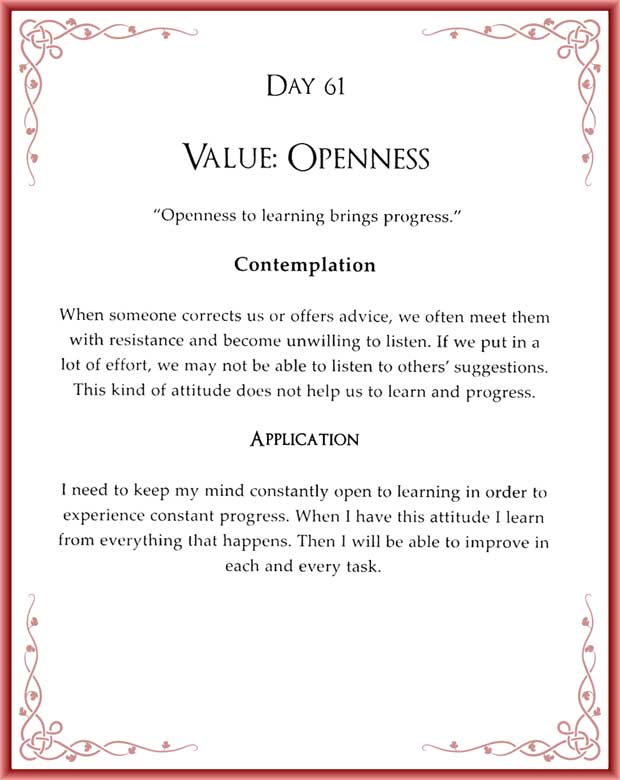 Day 61
Value: Openness
“Openness to learning brings progress.”
Contemplation
When someone corrects us or offers advice, we often meet them
with resistance and become unwilling to listen. If we put in a
lot of effort, we may not be able to listen to others’ suggestions.
This kind of attitude does not help us to learn and progress.
Application
I need to keep my mind constantly open to learning in order to
experience constant progress. When I have this attitude I learn
from everything that happens. Then I will be able to improve in
each and every task.